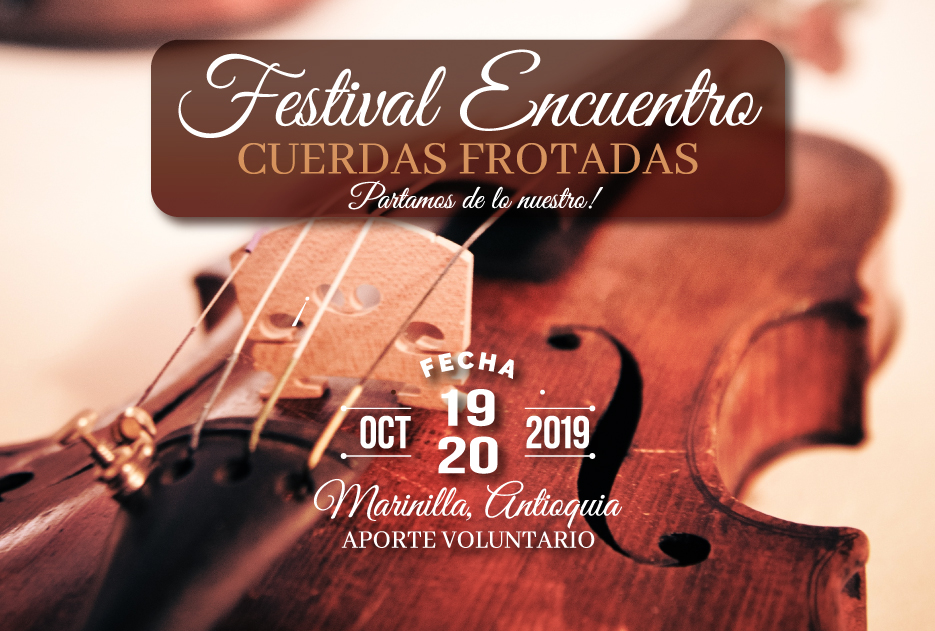 Festival Encuentro
CUERDAS FROTADAS
Partamos de lo nuestro!
FECHA
OCT 19 20 2019
Marinilla, Antioquia
APORTE VOLUNTARIO